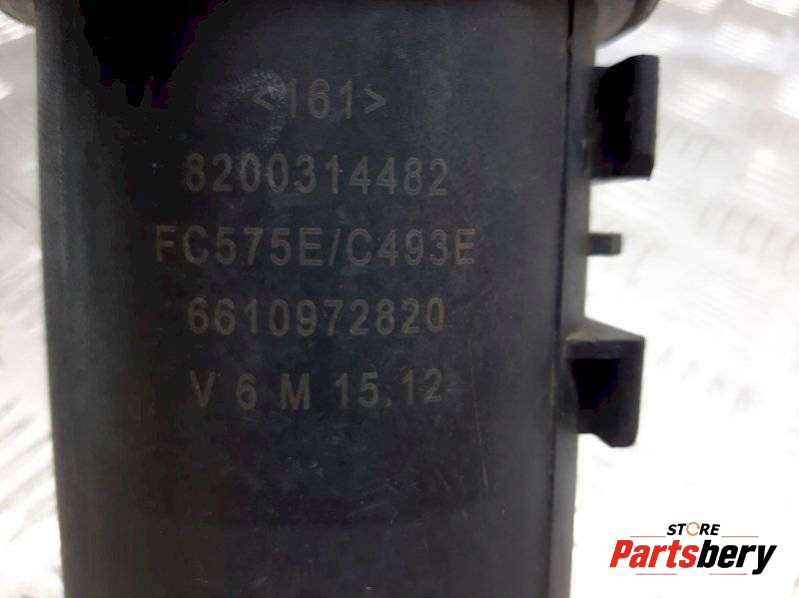 <161>
8200314482
FC575E/C493E
6610972820
V 6 M 15.12
STORE
Partsbery